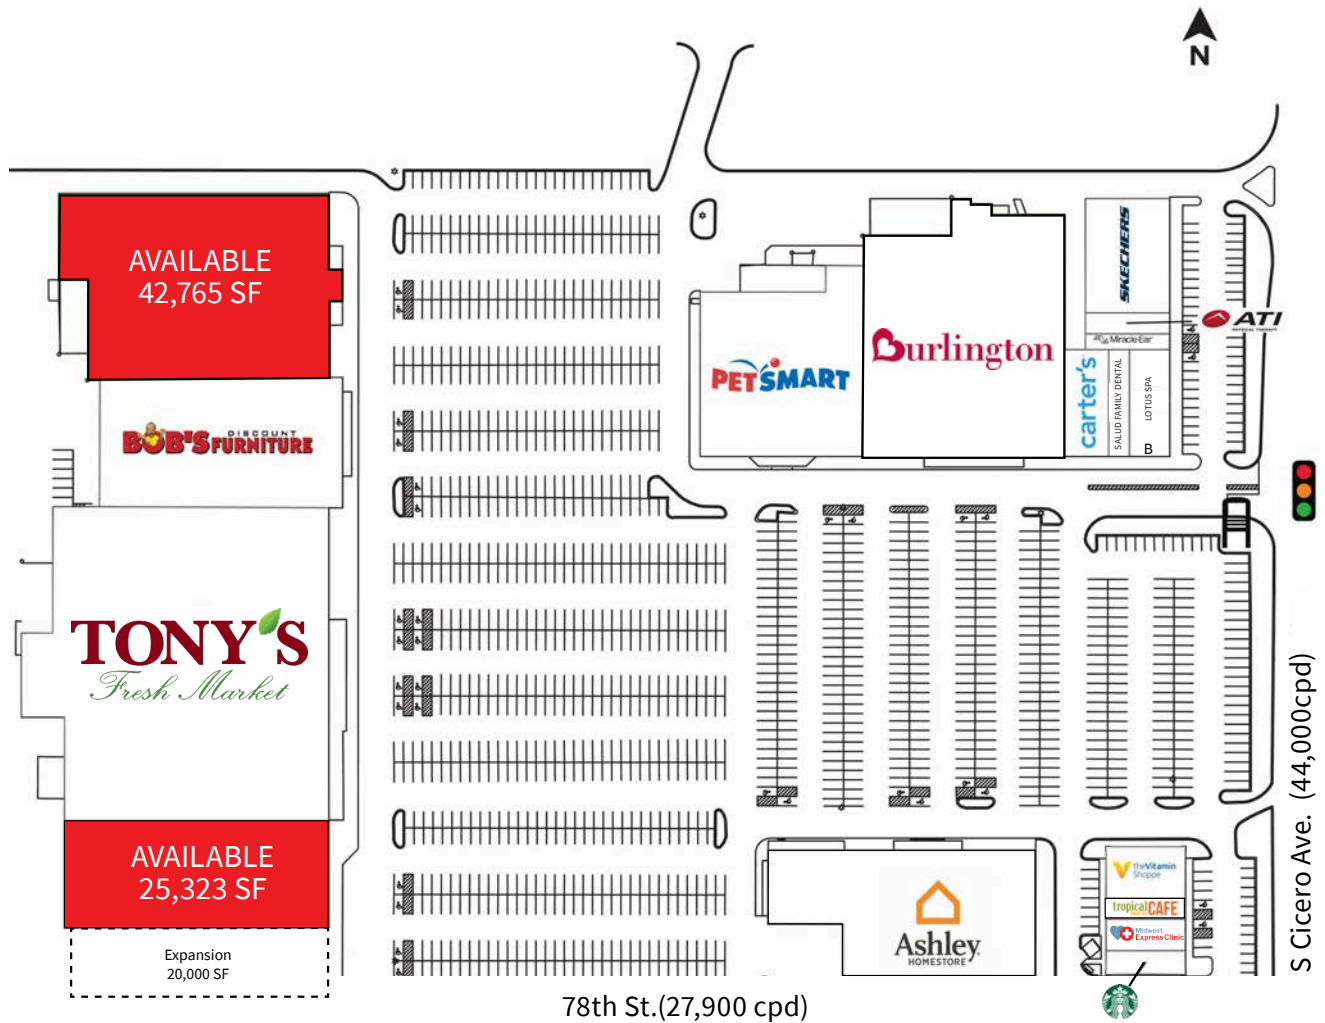 N
AVAILABLE
42,765 SF
SKECHERS
ATI
PHYSICAL THERAPY
Miracle-Ear
Burlington
PETSMART
carter's
SALUD FAMILY DENTAL
LOTUS SPA
B
BOB'S DISCOUNT
FURNITURE
TONY'S
Fresh Market
S Cicero Ave. (44,000cpd)
AVAILABLE
25,323 SF
theVitamin
Shoppe
tropical CAFE
Midwest
Express Clinic
Ashley
HOMESTORE
Expansion
20,000 SF
78th St.(27,900 cpd)